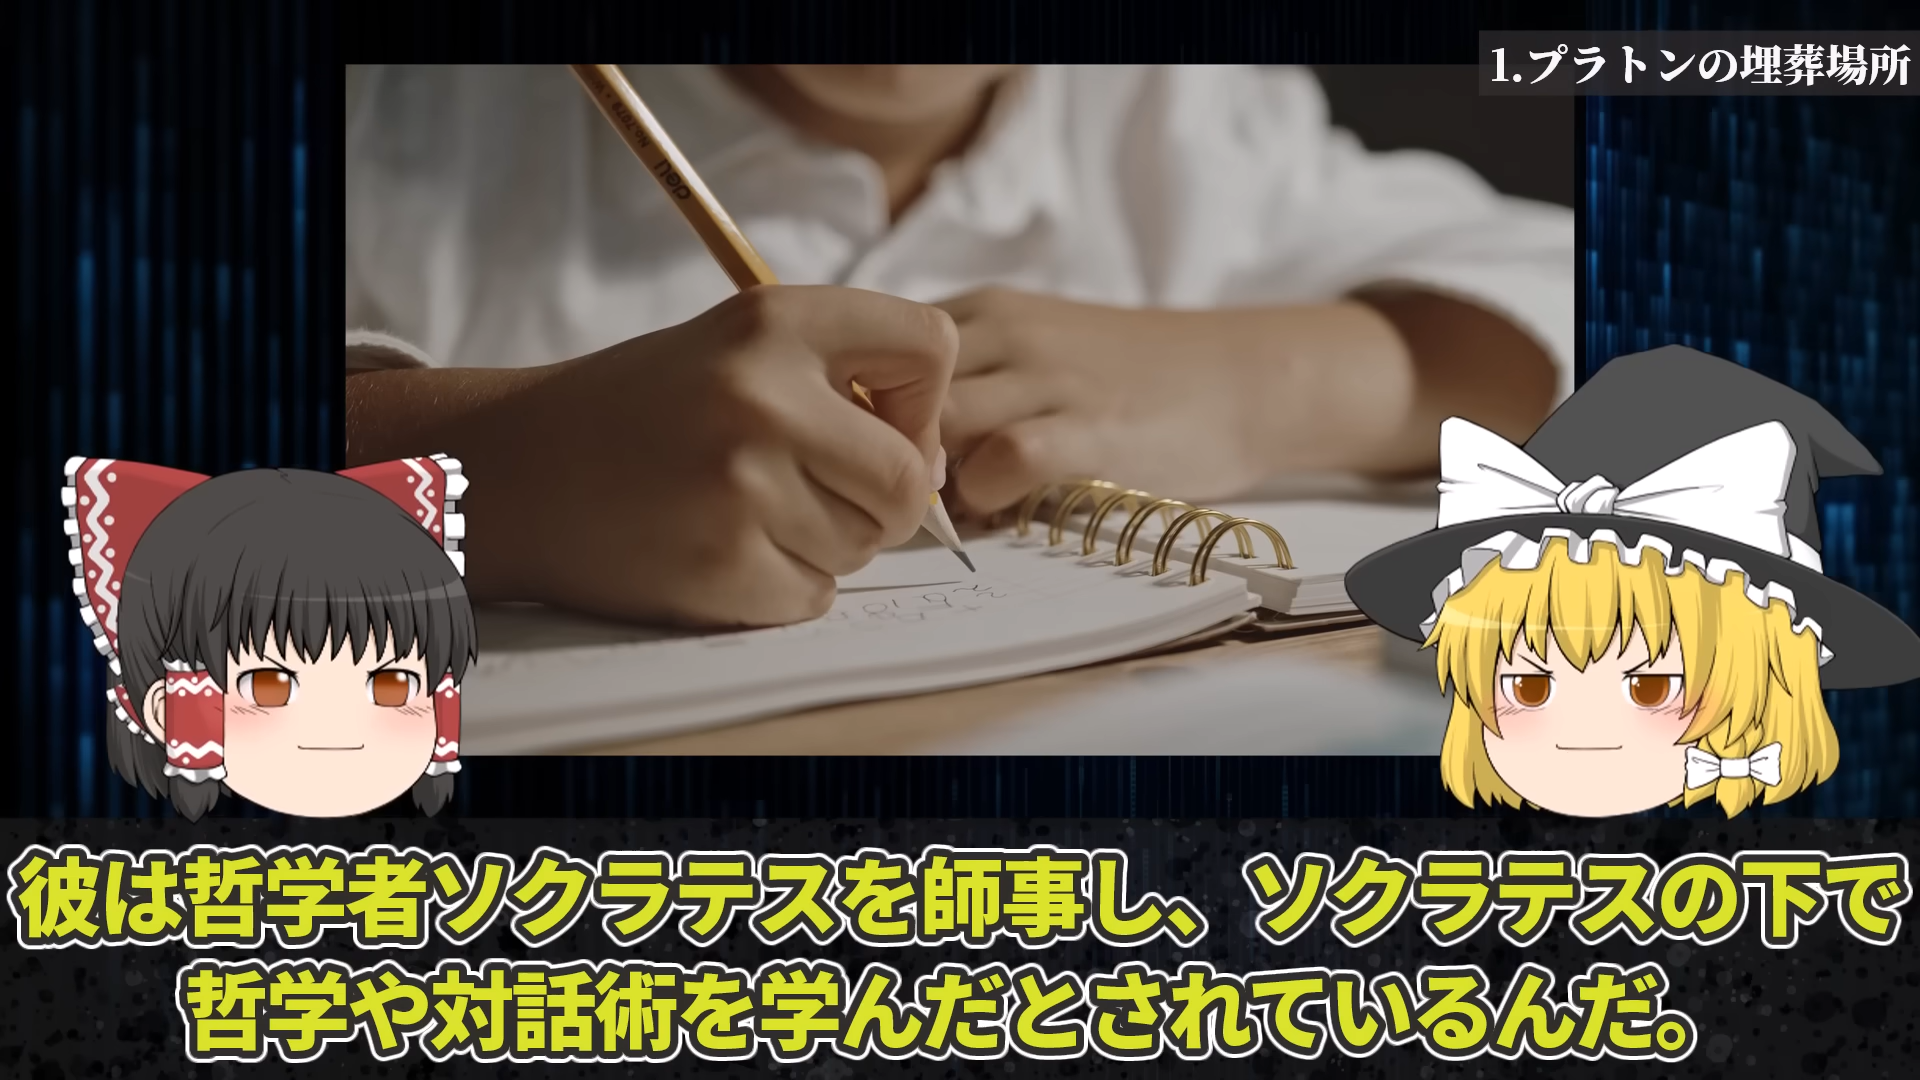 1.プラトンの埋葬場所
deli
彼は哲学者ソクラテスを師事し、ソクラテスの下で
哲学や対話術を学んだとされているんだ。